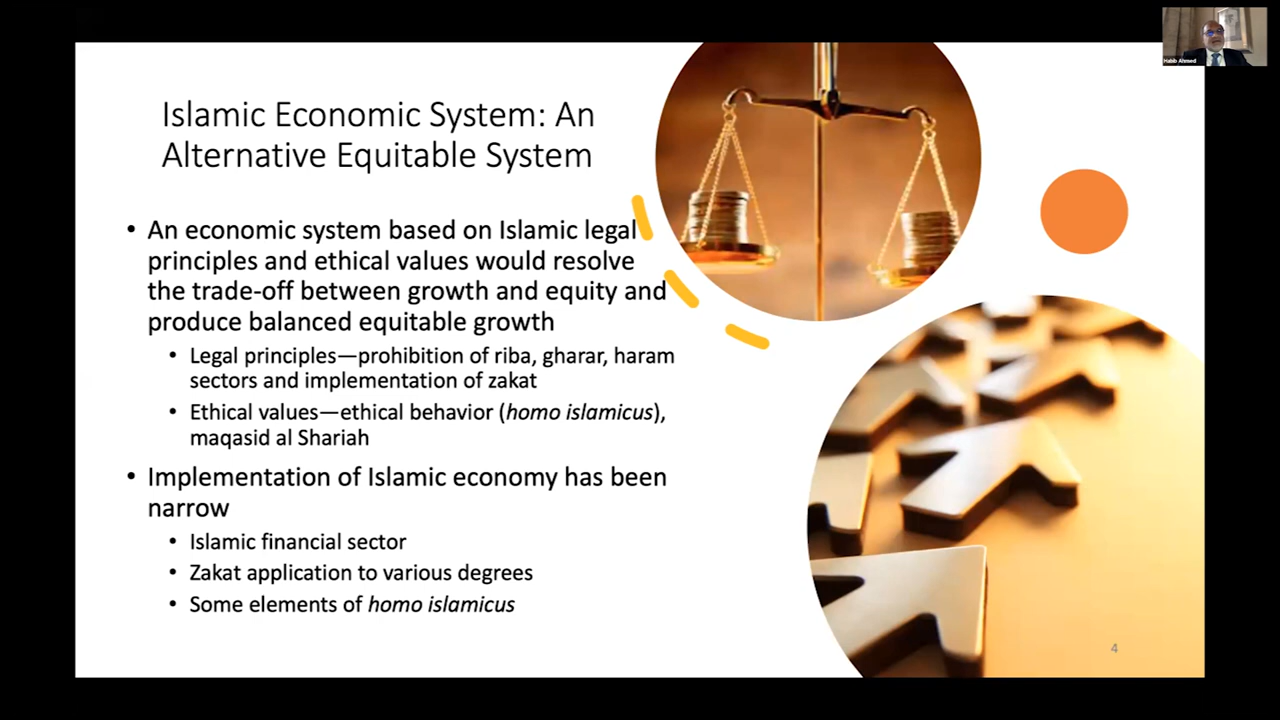 Habib Ahmed
Islamic Economic System: An
Alternative Equitable System
• An economic system based on Islamic legal
principles and ethical values would resolve
the trade-off between growth and equity and
produce balanced equitable growth
• Legal principles—prohibition of riba, gharar, haram
sectors and implementation of zakat
• Ethical values—ethical behavior (homo islamicus),
maqasid al Shariah
• Implementation of Islamic economy has been
narrow
• Islamic financial sector
• Zakat application to various degrees
• Some elements of homo islamicus
4